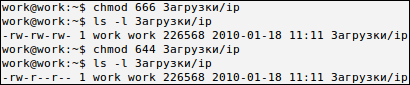 work@work:~$ chmod 666 Загрузки/ip
work@work:~$ ls -l Загрузки/ip
-rw-rw-rw- 1 work work 226568 2010-01-18 11:11 Загрузки/ip
work@work:~$ chmod 644 Загрузки/ip
work@work:~$ ls -l Загрузки/ip
-rw-r--r-- 1 work work 226568 2010-01-18 11:11 Загрузки/ip